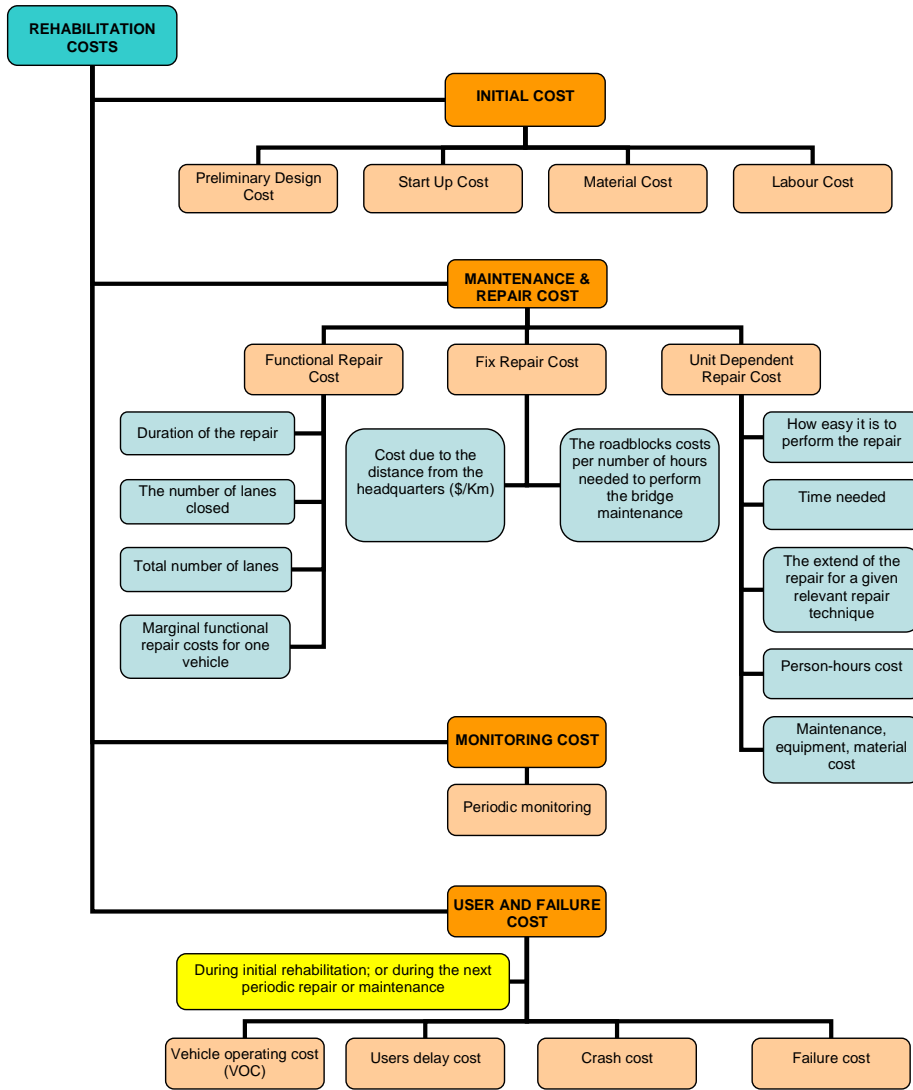 REHABILITATION
COSTS
INITIAL COST
Preliminary Design
Cost
Start Up Cost
Material Cost
Labour Cost
MAINTENANCE &
REPAIR COST
Functional Repair
Cost
Fix Repair Cost
Unit Dependent
Repair Cost
Duration of the repair
The number of lanes
closed
Total number of lanes
Marginal functional
repair costs for one
vehicle
Cost due to the
distance from the
headquarters ($/Km)
The roadblocks costs
per number of hours
needed to perform
the bridge
maintenance
How easy it is to
perform the repair
Time needed
The extend of the
repair for a given
relevant repair
technique
Person-hours cost
Maintenance,
equipment, material
cost
MONITORING COST
Periodic monitoring
USER AND FAILURE
COST
During initial rehabilitation; or during the next
periodic repair or maintenance
Vehicle operating cost
(VOC)
Users delay cost
Crash cost
Failure cost